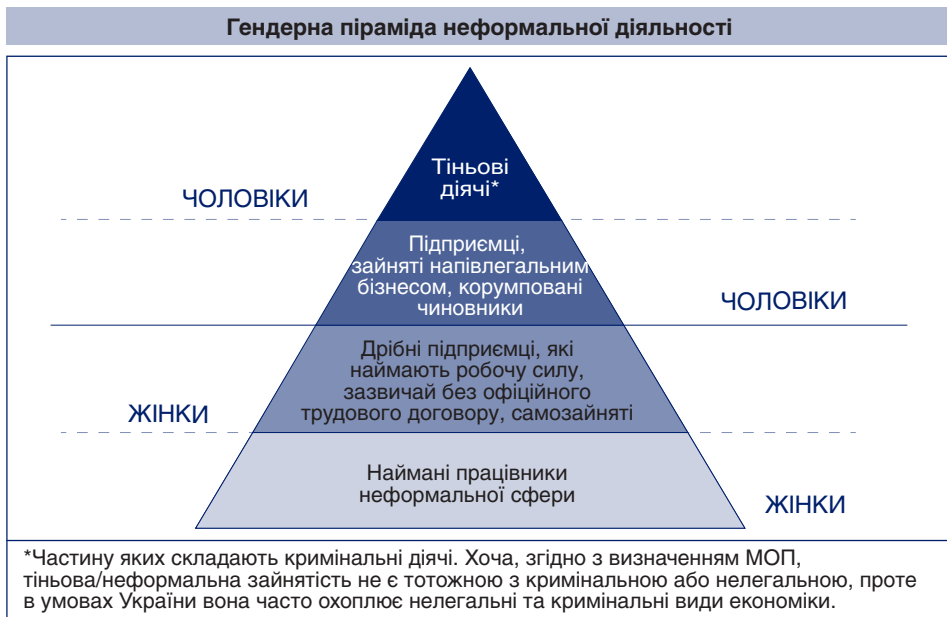 Гендерна піраміда неформальної діяльності
Тіньові
діячі*
ЧОЛОВІКИ
Підприємці,
зайняті напівлегальним
бізнесом, корумповані
чиновники
ЧОЛОВІКИ
Дрібні підприємці, які
наймають робочу силу,
зазвичай без офіційного
трудового договору, самозайняті
ЖІНКИ
Наймані працівники
неформальної сфери
ЖІНКИ
*Частину яких складають кримінальні діячі. Хоча, згідно з визначенням МОП,
тіньова/неформальна зайнятість не є тотожною з кримінальною або нелегальною, проте
в умовах України вона часто охоплює нелегальні та кримінальні види економіки.